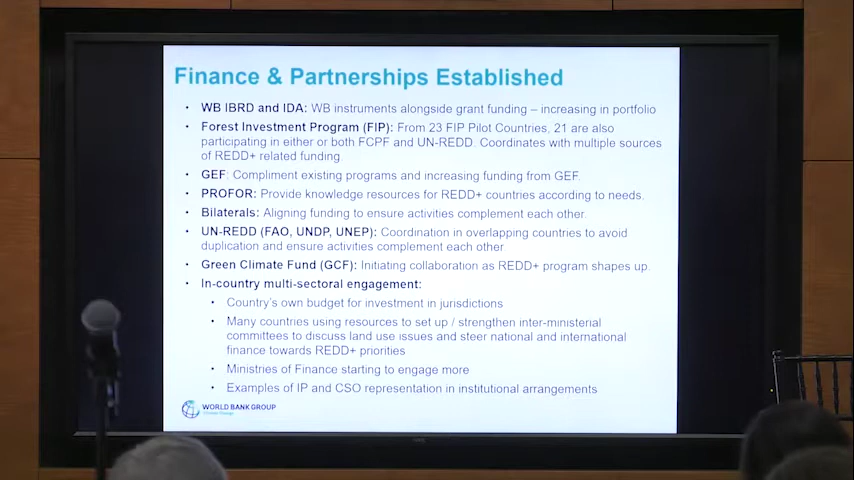 Finance & Partnerships Established
• WB IBRD and IDA: WB instruments alongside grant funding – increasing in portfolio
• Forest Investment Program (FIP): From 23 FIP Pilot Countries, 21 are also
participating in either or both FCPF and UN-REDD. Coordinates with multiple sources
of REDD+ related funding.
• GEF: Compliment existing programs and increasing funding from GEF.
• PROFOR: Provide knowledge resources for REDD+ countries according to needs.
• Bilaterals: Aligning funding to ensure activities complement each other.
• UN-REDD (FAO, UNDP, UNEP): Coordination in overlapping countries to avoid
duplication and ensure activities complement each other.
• Green Climate Fund (GCF): Initiating collaboration as REDD+ program shapes up.
• In-country multi-sectoral engagement:
• Country's own budget for investment in jurisdictions
• Many countries using resources to set up / strengthen inter-ministerial
committees to discuss land use issues and steer national and international
finance towards REDD+ priorities
• Ministries of Finance starting to engage more
• Examples of IP and CSO representation in institutional arrangements
WORLD BANK GROUP